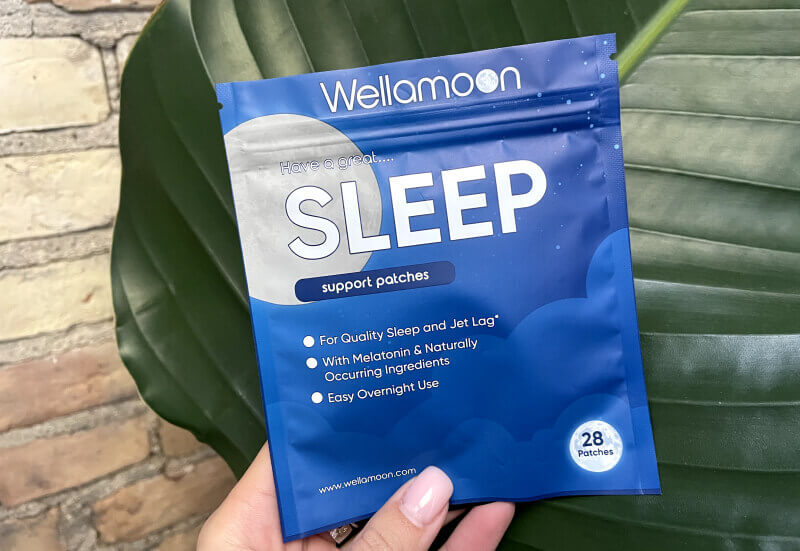 Wellamoon
Have a great....
SLEEP
support patches
For Quality Sleep and Jet Lag*
With Melatonin & Naturally
Occurring Ingredients
Easy Overnight Use
28
Patches
www.wellamoon.com